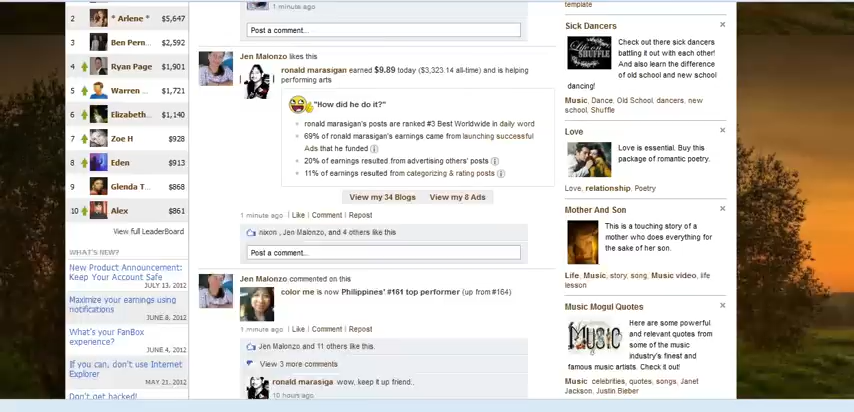 2 * Arlene * $5,647
3 Ben Pern... $2,592
4 Ryan Page $1,901
5 Warren... $1,721
6 Elizabeth... $1,140
7 Zoe H $928
8 Eden $913
9 Glenda T... $868
10 Alex $861
View full LeaderBoard
WHAT'S NEW?
New Product Announcement:
Keep Your Account Safe
JULY 13, 2012
Maximize your earnings using
notifications
JUNE 8, 2012
What's your FanBox
experience?
JUNE 4, 2012
If you can, don't use Internet
Explorer
MAY 21, 2012
Don't get hacked!
1 minute ago
Post a comment...
Jen Malonzo likes this
ronald marasigan earned $9.89 today ($3,323.14 all-time) and is helping
performing arts
"How did he do it?"
ronald marasigan's posts are ranked #3 Best Worldwide in daily word
69% of ronald marasigan's earnings came from launching successful
Ads that he funded
20% of earnings resulted from advertising others' posts
11% of earnings resulted from categorizing & rating posts
View my 34 Blogs View my 8 Ads
1 minute ago | Like | Comment | Repost
nixon , Jen Malonzo, and 4 others like this
Post a comment...
Jen Malonzo commented on this
color me is now Philippines' #161 top performer (up from #164)
1 minute ago | Like | Comment | Repost
Jen Malonzo and 11 others like this.
View 3 more comments
ronald marasiga wow, keep it up friend..
10 hours ago
template
Sick Dancers
Life on
SHUFFLE
Check out there sick dancers
battling it out with each other!
And also learn the difference
of old school and new school
dancing!
Music, Dance, Old School, dancers, new
school, Shuffle
Love
Love is essential. Buy this
package of romantic poetry.
Love, relationship, Poetry
Mother And Son
This is a touching story of a
mother who does everything for
the sake of her son.
Life, Music, story, song, Music video, life
lesson
Music Mogul Quotes
Music
Here are some powerful
and relevant quotes from
some of the music
industry's finest and
famous music artists. Check it out!
Music celebrities, quotes, songs, Janet
Jackson, Justin Bieber